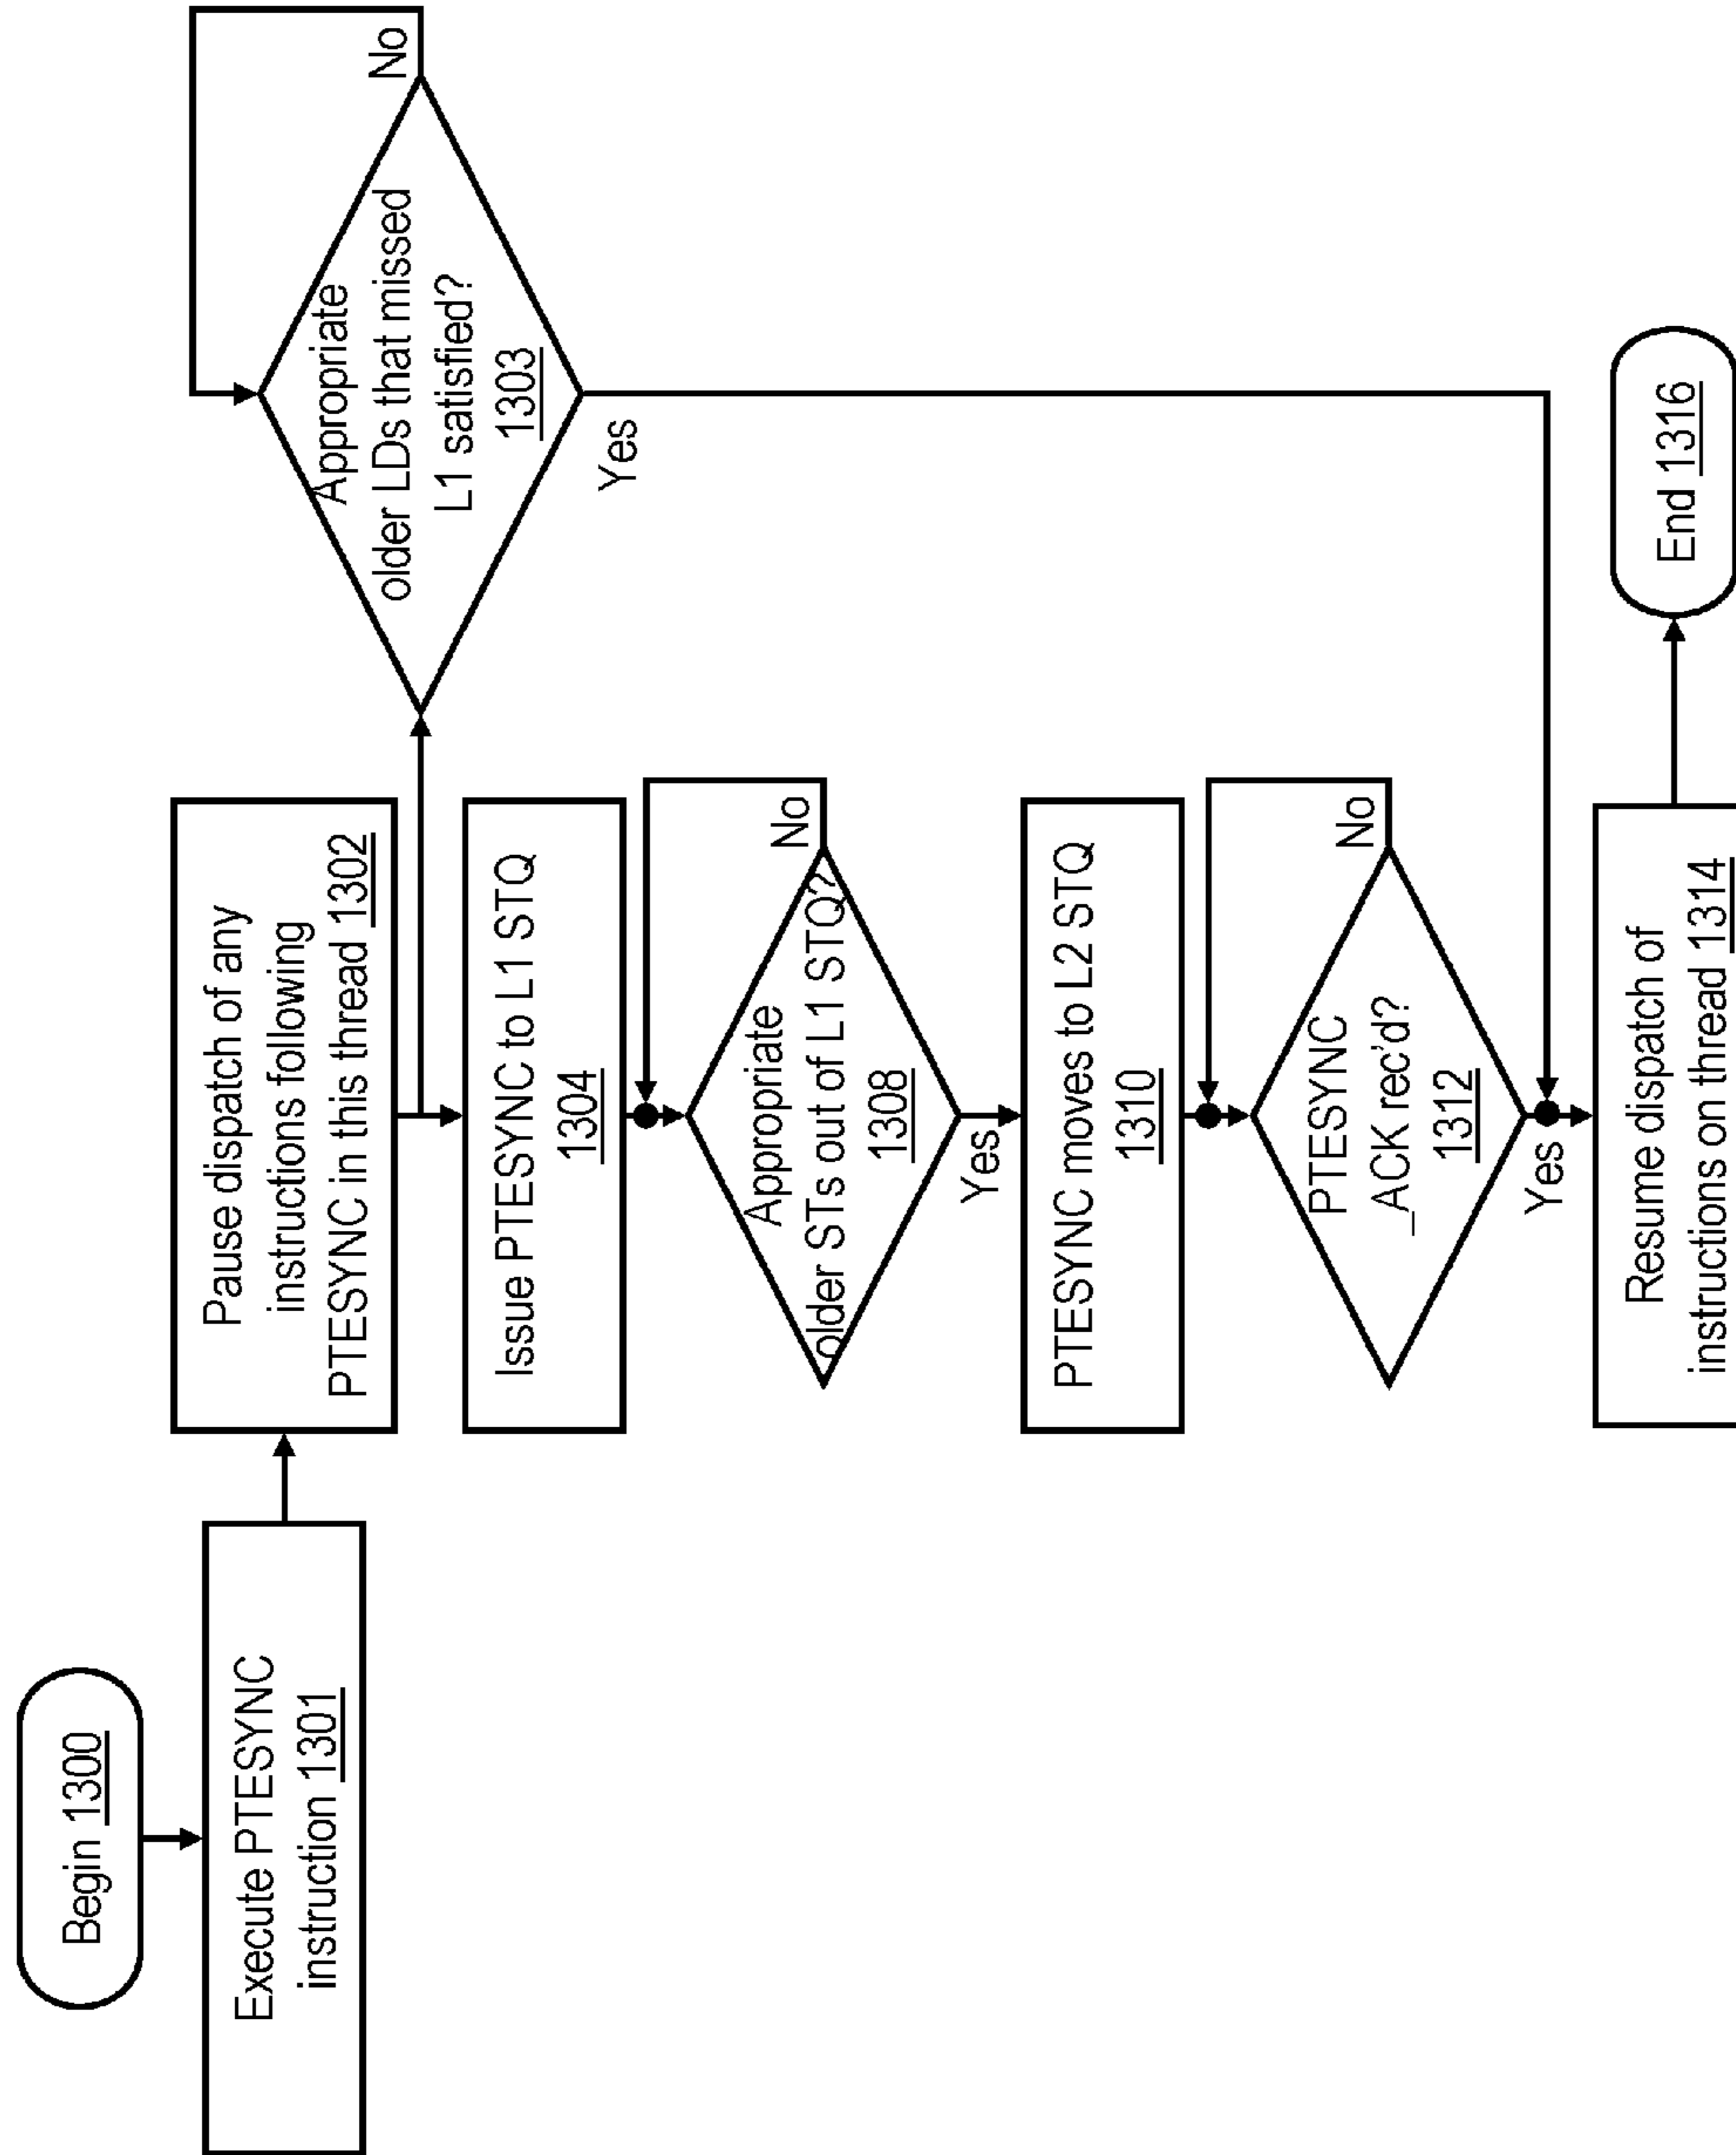 Begin 1300
Execute PTESYNC
instruction 1301
Pause dispatch of any
instructions following
PTESYNC in this thread 1302
Appropriate
older LDs that missed
L1 satisfied?
1303
No
Yes
Issue PTESYNC to L1 STQ
1304
Appropriate
older STs out of L1 STQ?
1308
No
Yes
PTESYNC moves to L2 STQ
1310
PTESYNC
_ACK rec'd?
1312
No
Yes
Resume dispatch of
instructions on thread 1314
End 1316